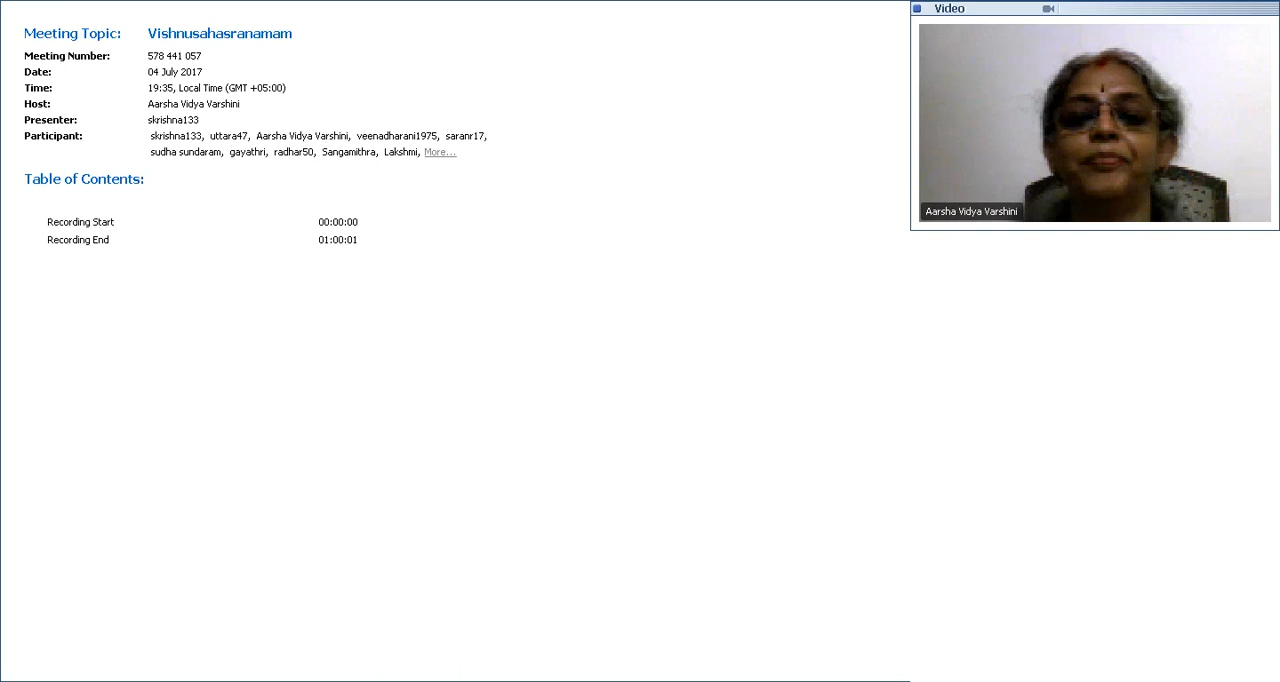 Meeting Topic: Vishnusahasranamam
Meeting Number: 578 441 057
Date: 04 July 2017
Time: 19:35, Local Time (GMT +05:00)
Host: Aarsha Vidya Varshini
Presenter: skrishna133
Participant: skrishna133, uttara47, Aarsha Vidya Varshini, veenadharani1975, saranr17,
sudha sundaram, gayathri, radhar50, Sangamithra, Lakshmi, More...
Table of Contents:
Recording Start 00:00:00
Recording End 01:00:01
Video
Aarsha Vidya Varshini